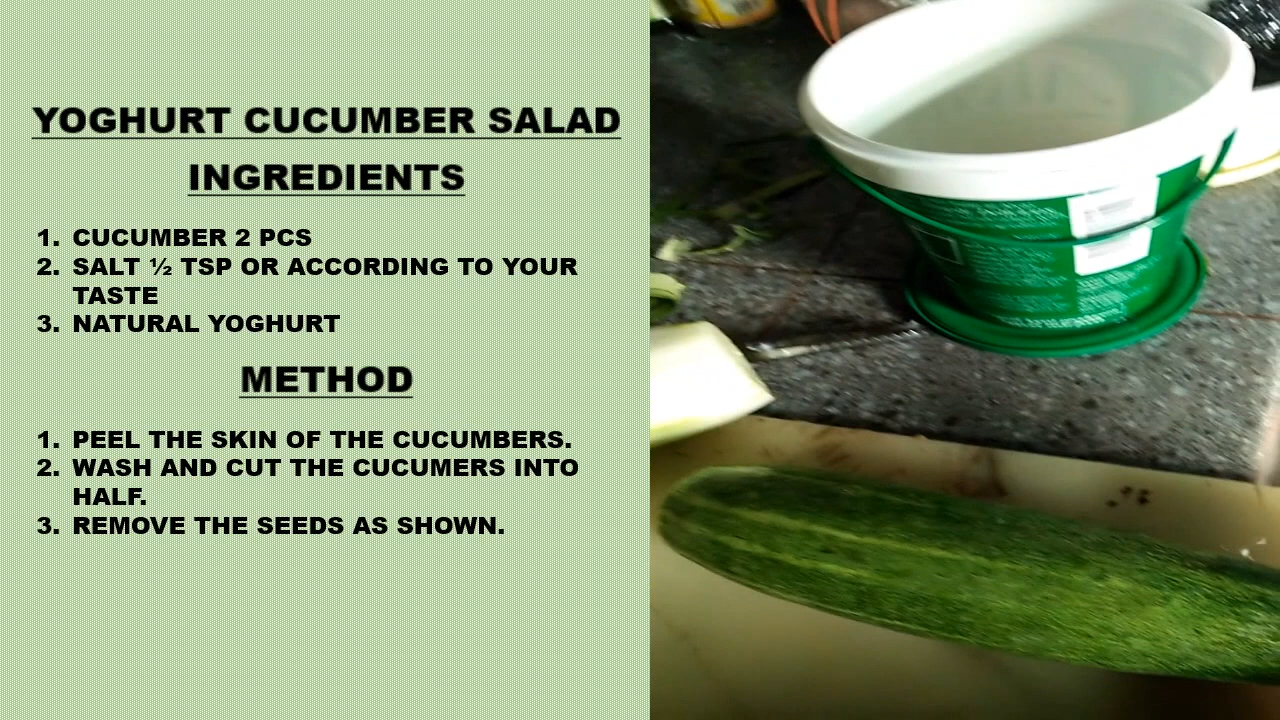 YOGHURT CUCUMBER SALAD
INGREDIENTS
1. CUCUMBER 2 PCS
2. SALT ½ TSP OR ACCORDING TO YOUR
TASTE
3. NATURAL YOGHURT
METHOD
1. PEEL THE SKIN OF THE CUCUMBERS.
2. WASH AND CUT THE CUCUMERS INTO
HALF.
3. REMOVE THE SEEDS AS SHOWN.